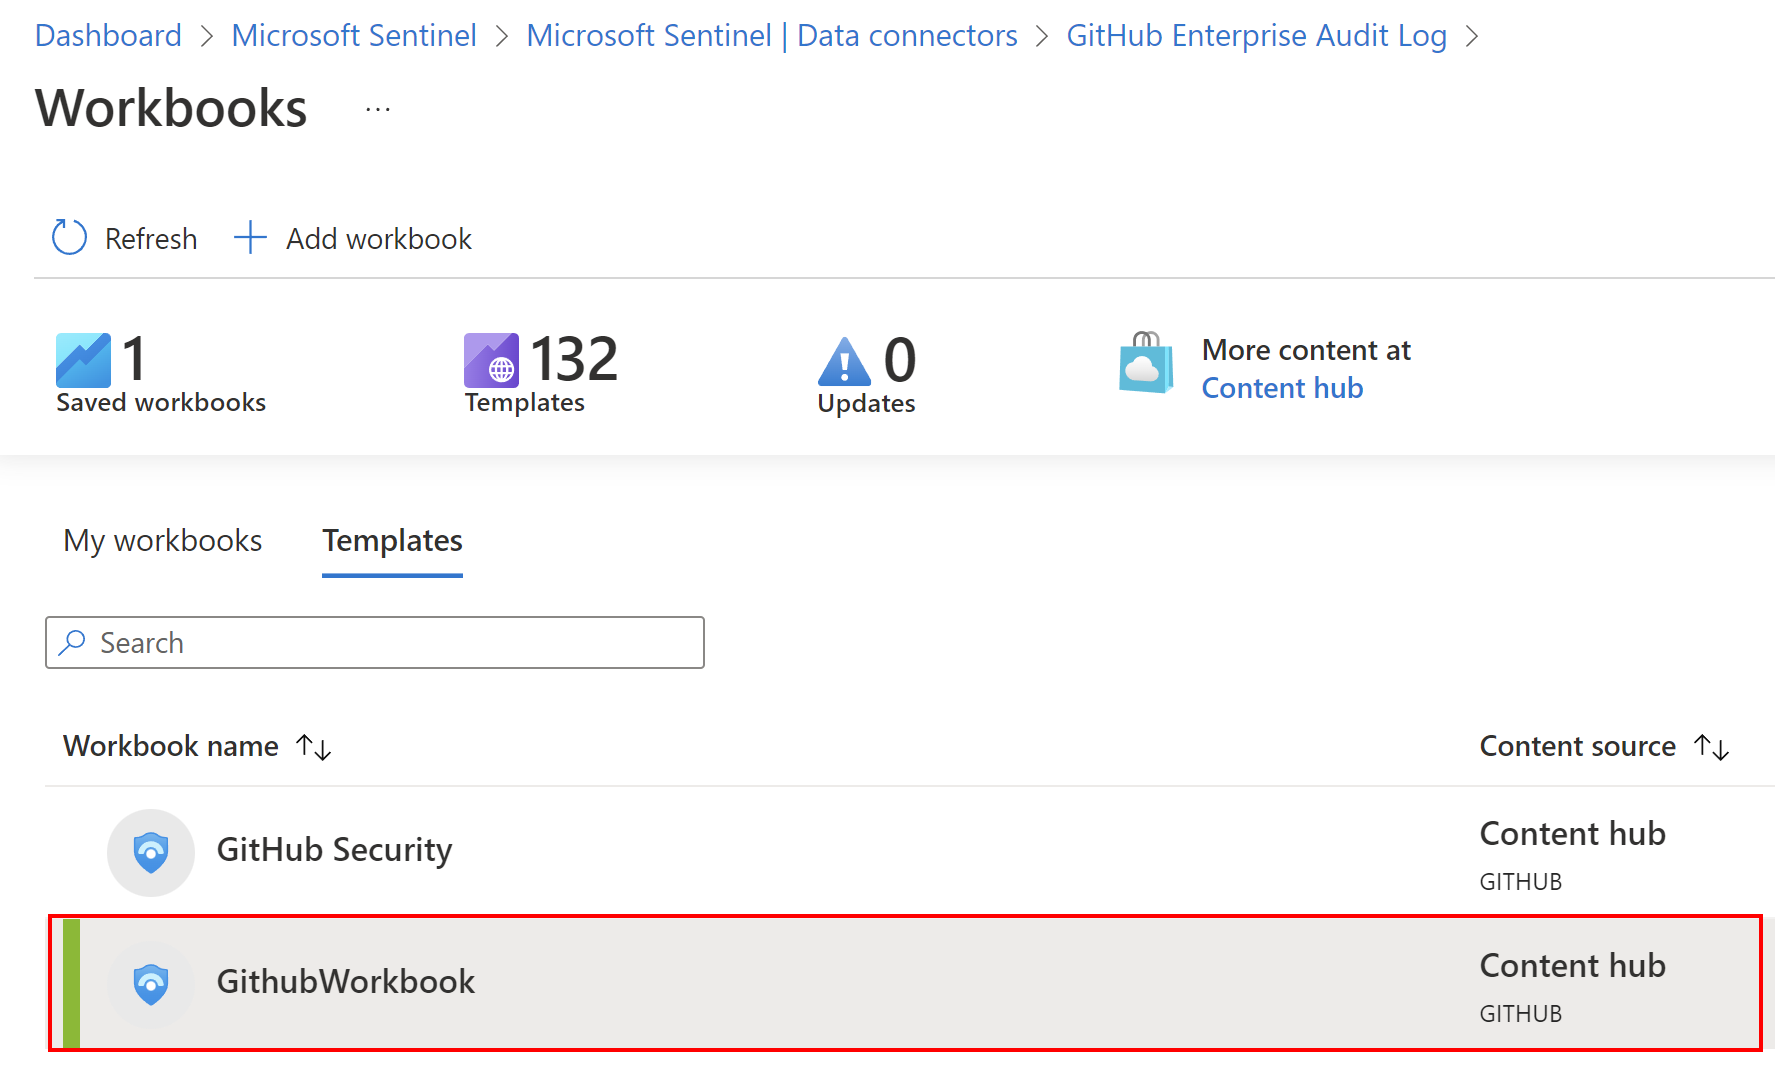 Dashboard > Microsoft Sentinel > Microsoft Sentinel | Data connectors > GitHub Enterprise Audit Log >
Workbooks ...
Refresh + Add workbook
1
Saved workbooks
132
Templates
0
Updates
More content at
Content hub
My workbooks Templates
Search
Workbook name ↑↓ Content source ↑↓
GitHub Security
Content hub
GITHUB
GithubWorkbook
Content hub
GITHUB